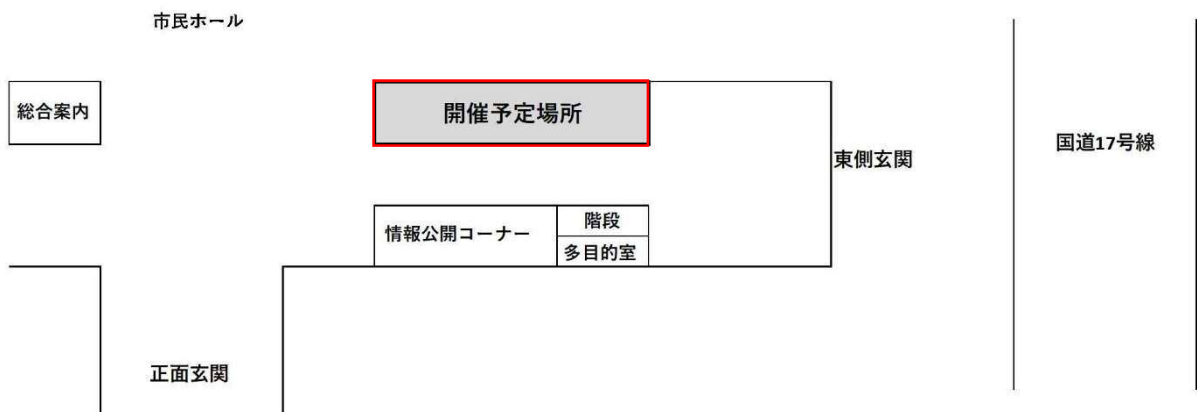 市民ホール
総合案内
開催予定場所
国道17号線
東側玄関
情報公開コーナー
階段
多目的室
正面玄関